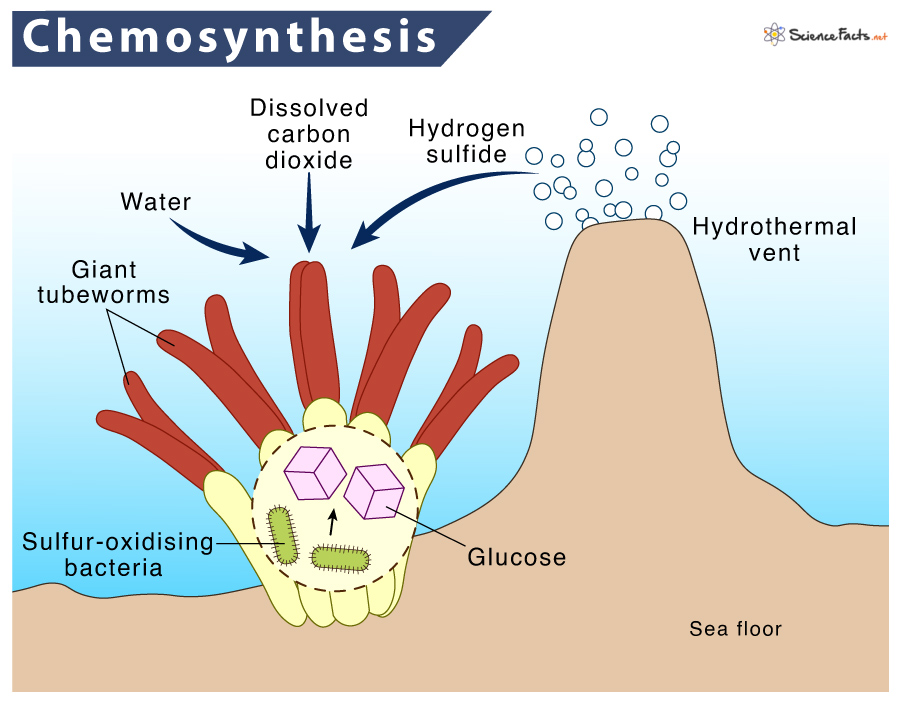 Chemosynthesis
ScienceFacts.net
Dissolved
carbon
dioxide
Hydrogen
sulfide
Water
Hydrothermal
vent
Giant
tubeworms
Sulfur-oxidising
bacteria
Glucose
Sea floor